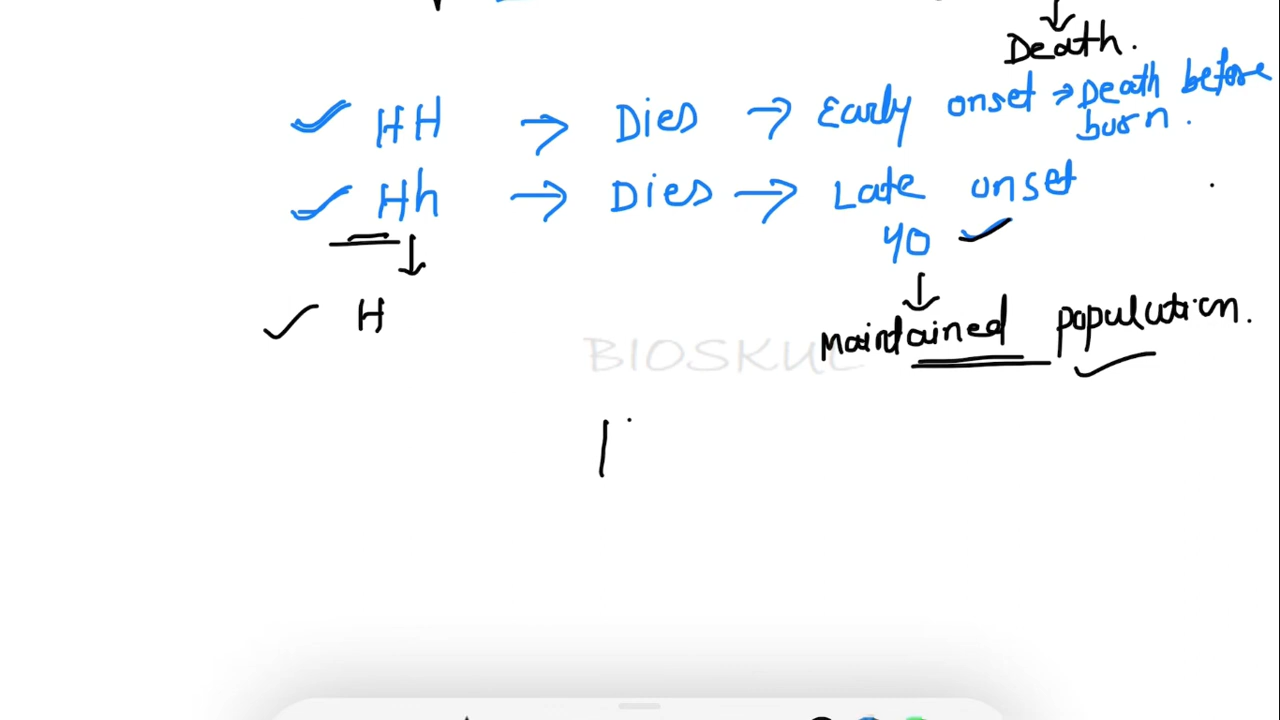 Death.
HH → Dies → Early onset → Death before born.
Hh → Dies → Late onset
40
H
Maintained population.
BIOSKUL